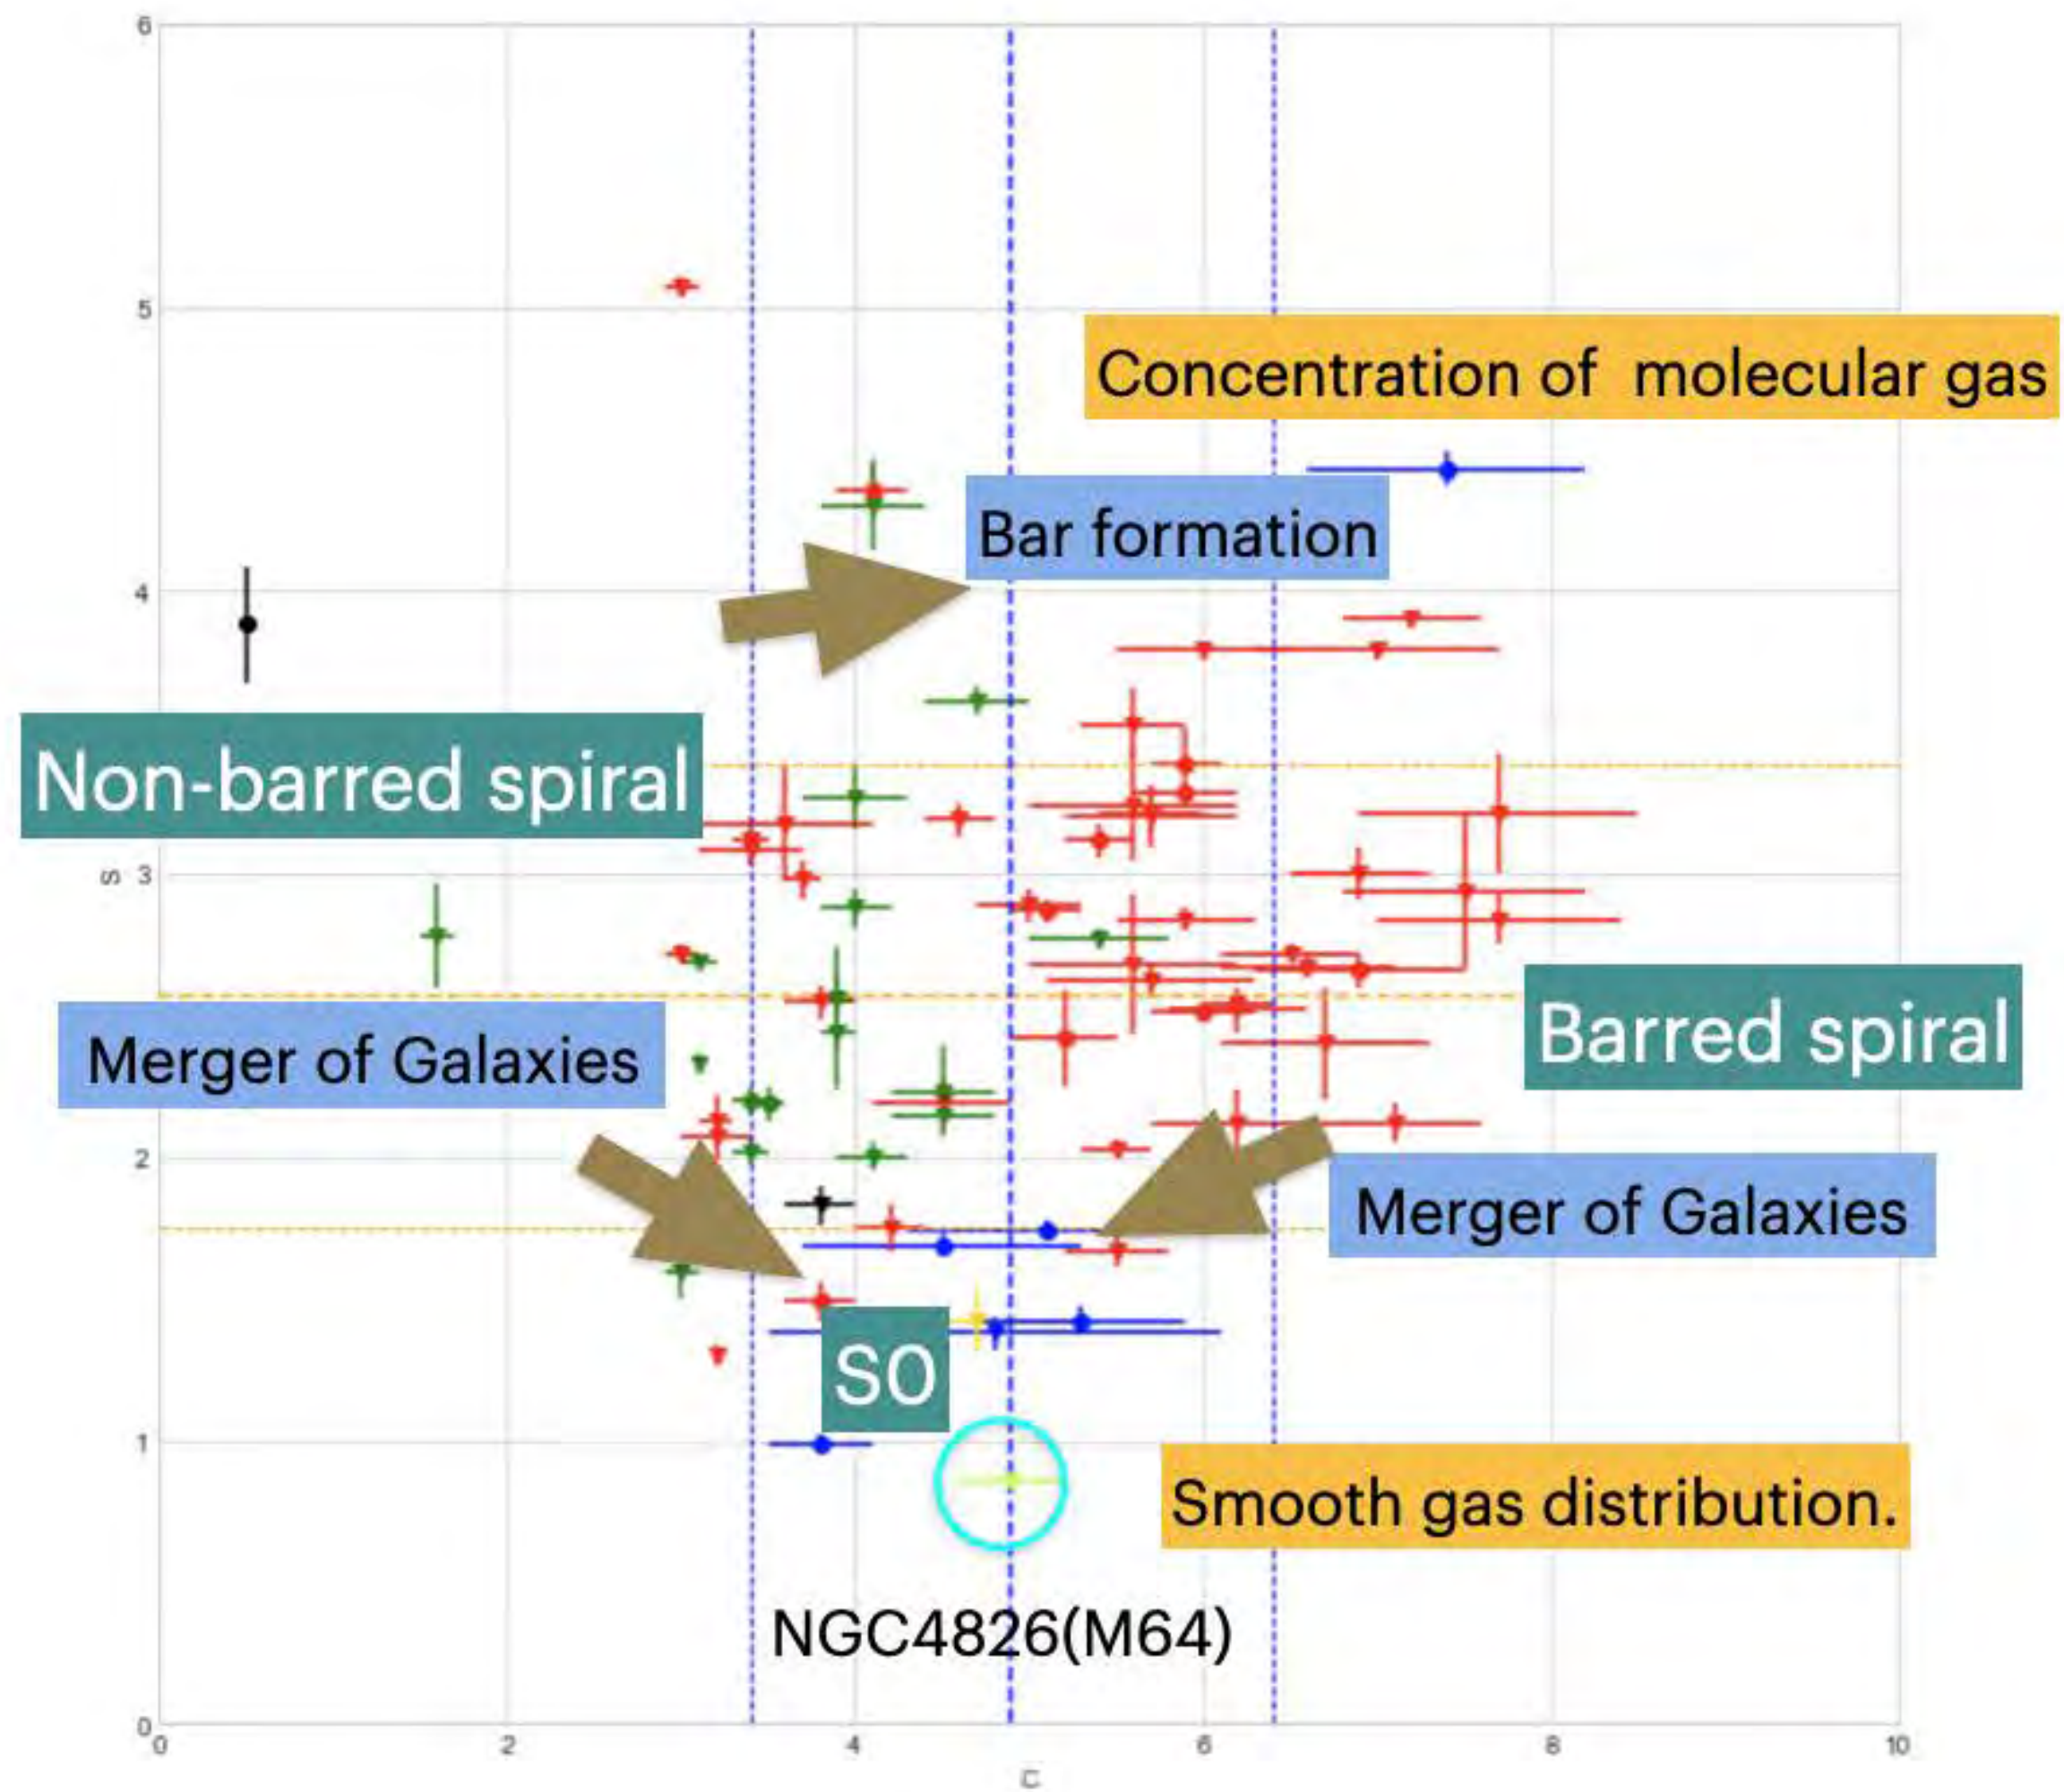 6
5
Concentration of molecular gas
Bar formation
4
Non-barred spiral
S
3
Barred spiral
Merger of Galaxies
2
Merger of Galaxies
S0
1
Smooth gas distribution.
NGC4826(M64)
0
0 2 4 6 8 10
C